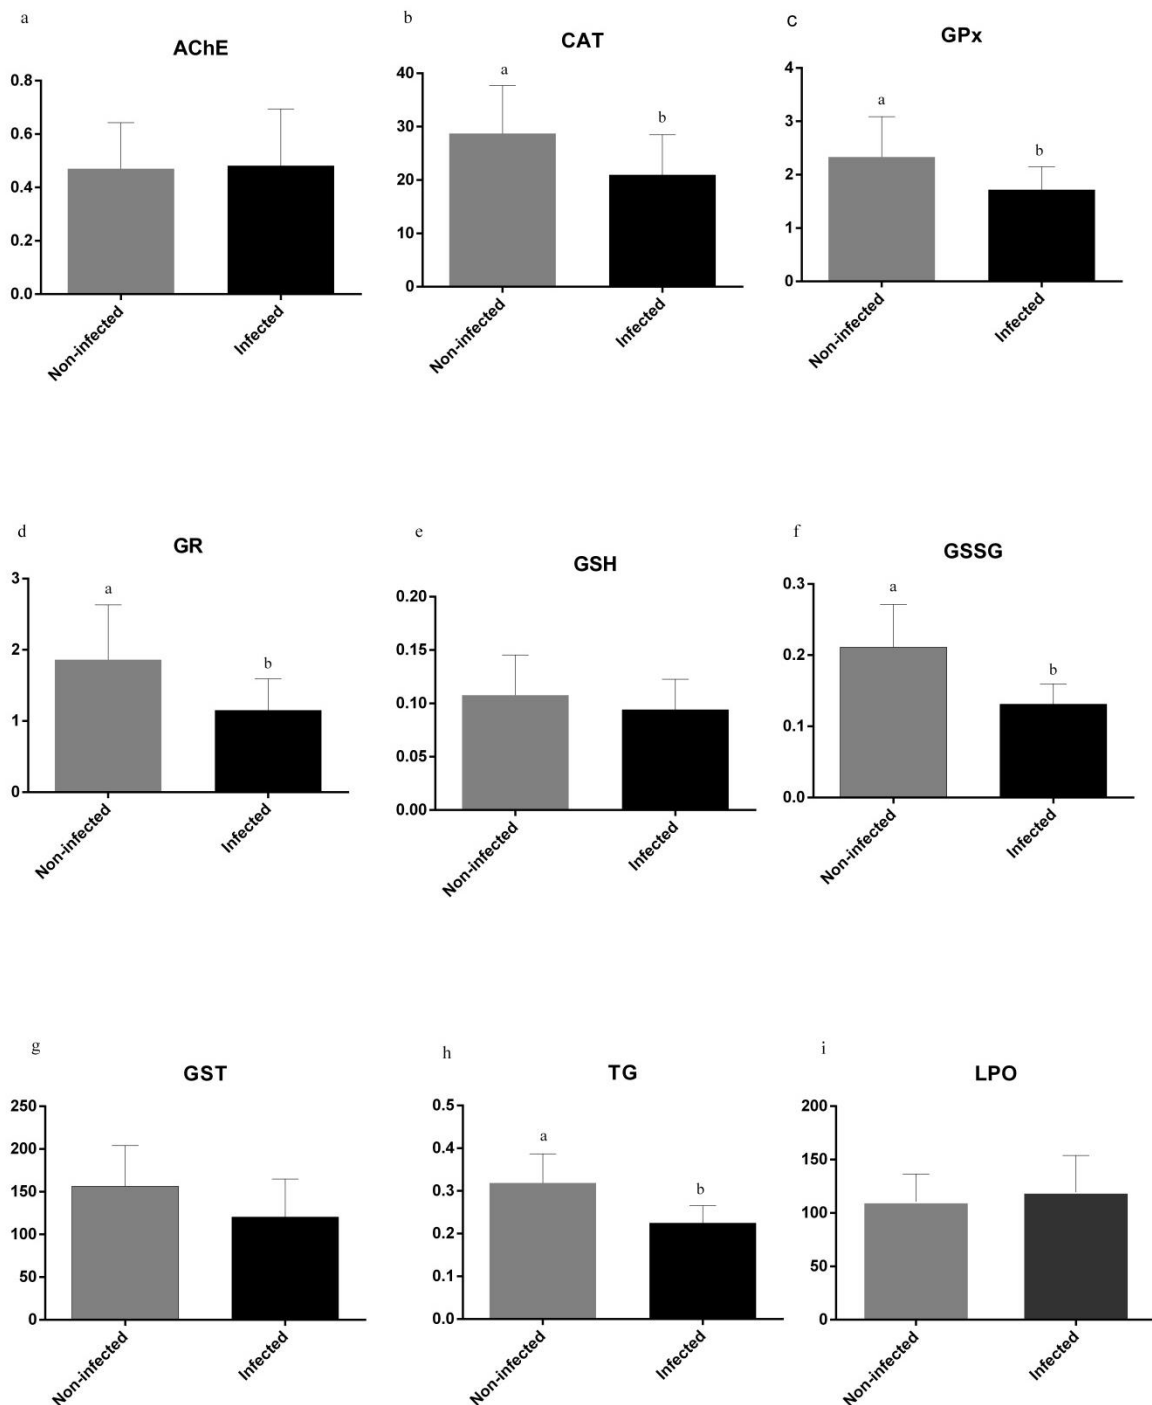 a
AChE
0.8
0.6
0.4
0.2
0.0
Non-infected
Infected
b
CAT
40
30
20
10
0
a
b
Non-infected
Infected
c
GPx
4
3
2
1
0
a
b
Non-infected
Infected
d
GR
3
2
1
0
a
b
Non-infected
Infected
e
GSH
0.20
0.15
0.10
0.05
0.00
Non-infected
Infected
f
GSSG
0.3
0.2
0.1
0.0
a
b
Non-infected
Infected
g
GST
250
200
150
100
50
0
Non-infected
Infected
h
TG
0.5
0.4
0.3
0.2
0.1
0.0
a
b
Non-infected
Infected
i
LPO
200
150
100
50
0
Non-infected
Infected